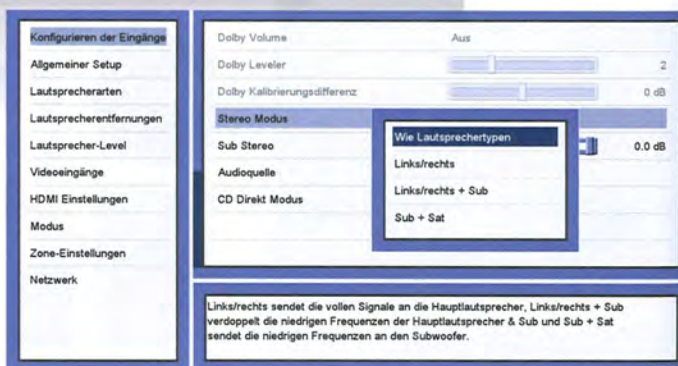 Konfigurieren der Eingänge
Allgemeiner Setup
Lautsprecherarten
Lautsprecherentfernungen
Lautsprecher-Level
Videoeingänge
HDMI Einstellungen
Modus
Zone-Einstellungen
Netzwerk
Dolby Volume Aus
Dolby Leveler 2
Dolby Kalibrierungsdifferenz 0 dB
Stereo Modus
Sub Stereo 0.0 dB
Audioquelle
CD Direkt Modus
Wie Lautsprechertypen
Links/rechts
Links/rechts + Sub
Sub + Sat
Links/rechts sendet die vollen Signale an die Hauptlautsprecher, Links/rechts + Sub
verdoppelt die niedrigen Frequenzen der Hauptlautsprecher & Sub und Sub + Sat
sendet die niedrigen Frequenzen an den Subwoofer.